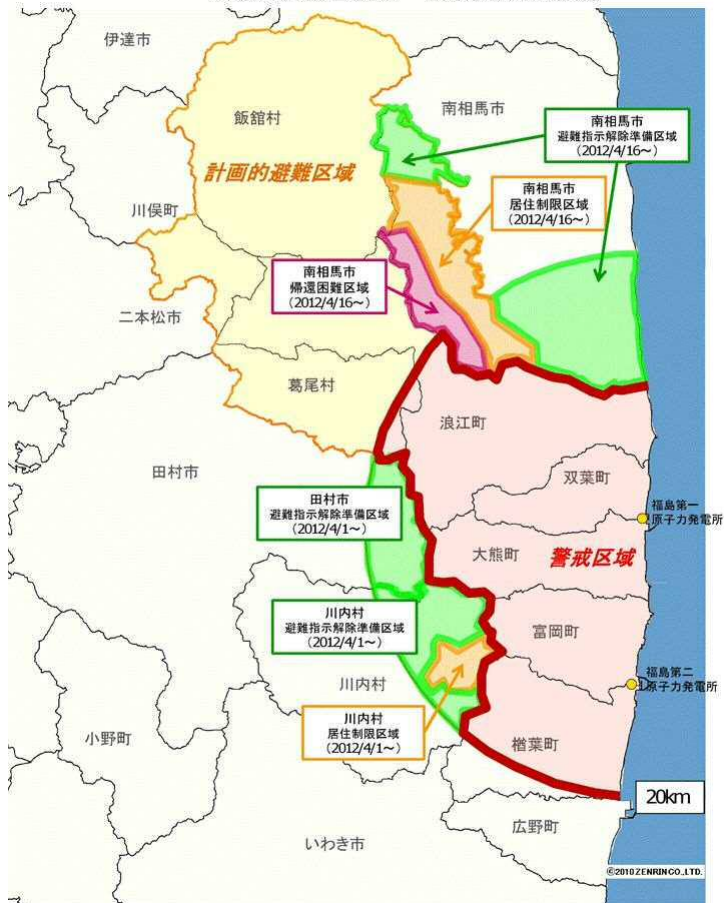 伊達市
飯舘村
南相馬市
南相馬市
避難指示解除準備区域
(2012/4/16~)
計画的避難区域
南相馬市
居住制限区域
(2012/4/16~)
川俣町
南相馬市
帰還困難区域
(2012/4/16~)
二本松市
葛尾村
浪江町
田村市
双葉町
田村市
避難指示解除準備区域
(2012/4/1~)
福島第一
原子力発電所
大熊町
警戒区域
川内村
避難指示解除準備区域
(2012/4/1~)
富岡町
川内村
福島第二
原子力発電所
川内村
居住制限区域
(2012/4/1~)
小野町
楢葉町
20km
広野町
いわき市
©2010ZENRINCO.,LTD.